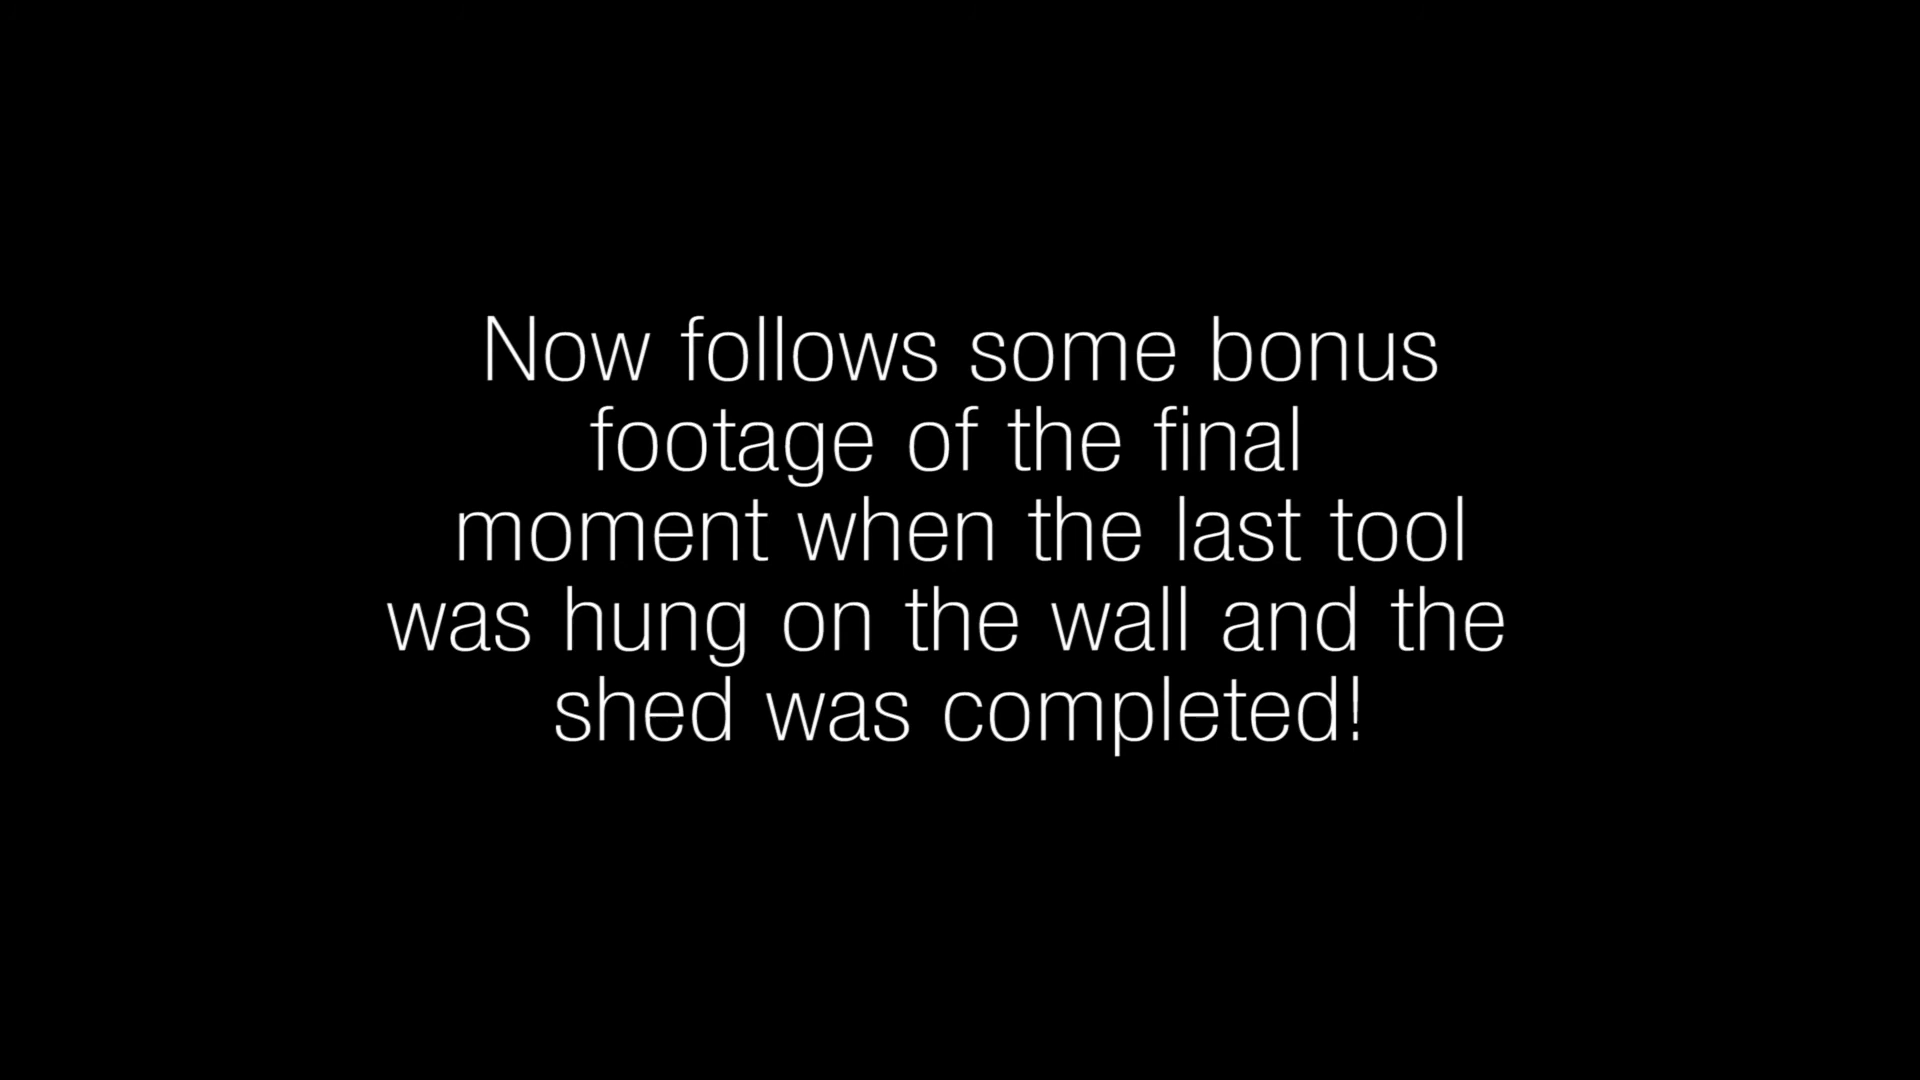 Now follows some bonus
footage of the final
moment when the last tool
was hung on the wall and the
shed was completed!